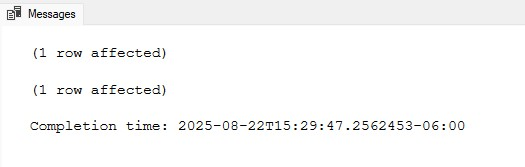 Messages
(1 row affected)
(1 row affected)
Completion time: 2025-08-22T15:29:47.2562453-06:00